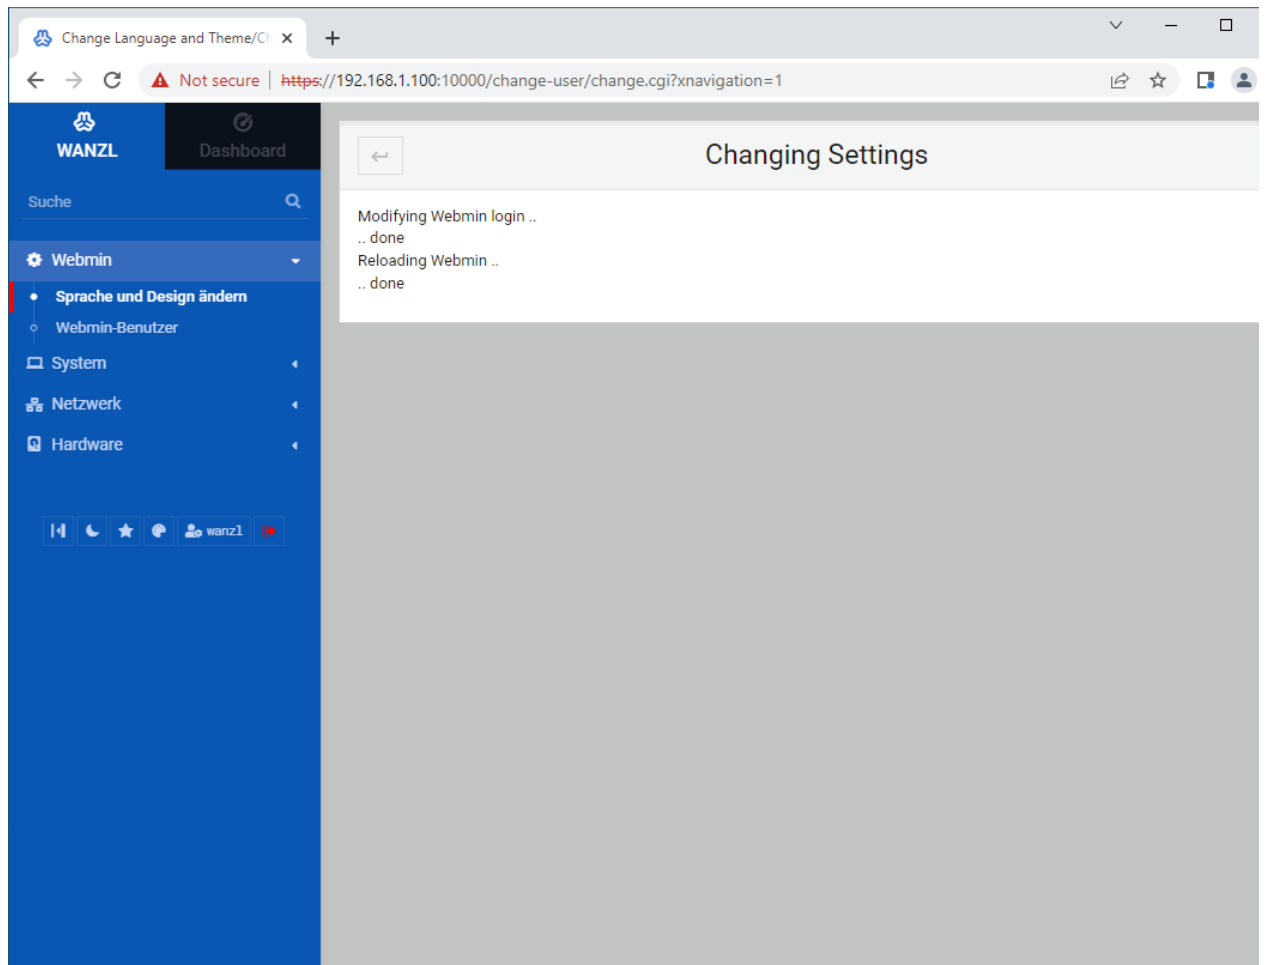 Change Language and Theme/Ch
Not secure | https://192.168.1.100:10000/change-user/change.cgi?xnavigation=1
WANZL
Dashboard
Suche
Webmin
Sprache und Design ändern
Webmin-Benutzer
System
Netzwerk
Hardware
wanzl
Changing Settings
Modifying Webmin login ..
.. done
Reloading Webmin ..
.. done